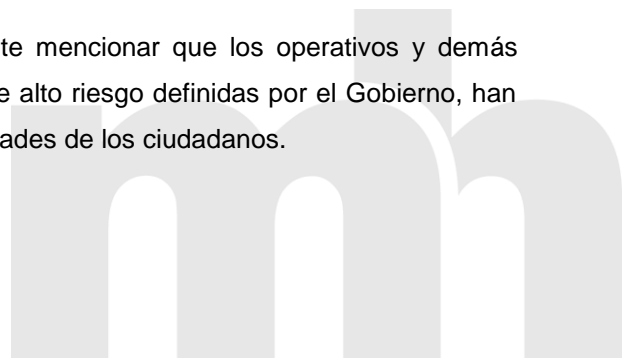 te mencionar que los operativos y demás
e alto riesgo definidas por el Gobierno, han
ades de los ciudadanos.